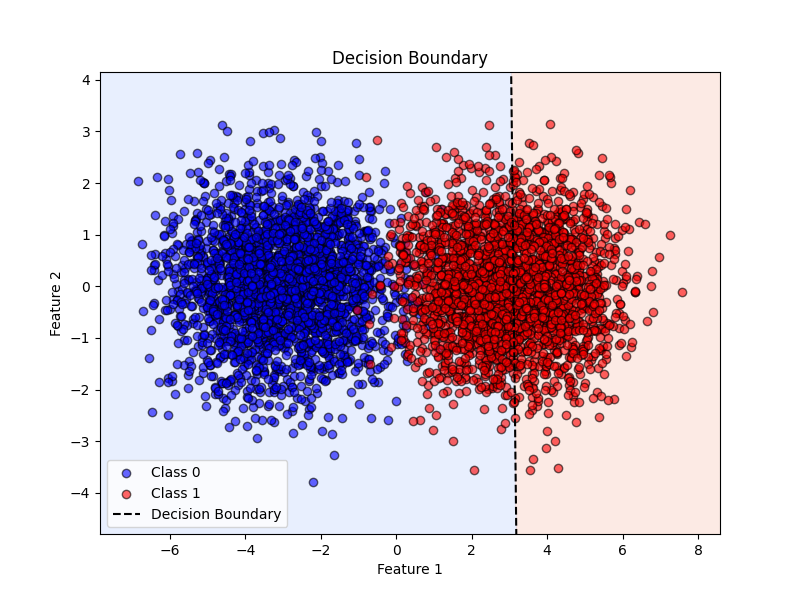 Decision Boundary
4
3
2
1
0
−1
−2
−3
−4
Feature 2
Class 0
Class 1
Decision Boundary
−6 −4 −2 0 2 4 6 8
Feature 1